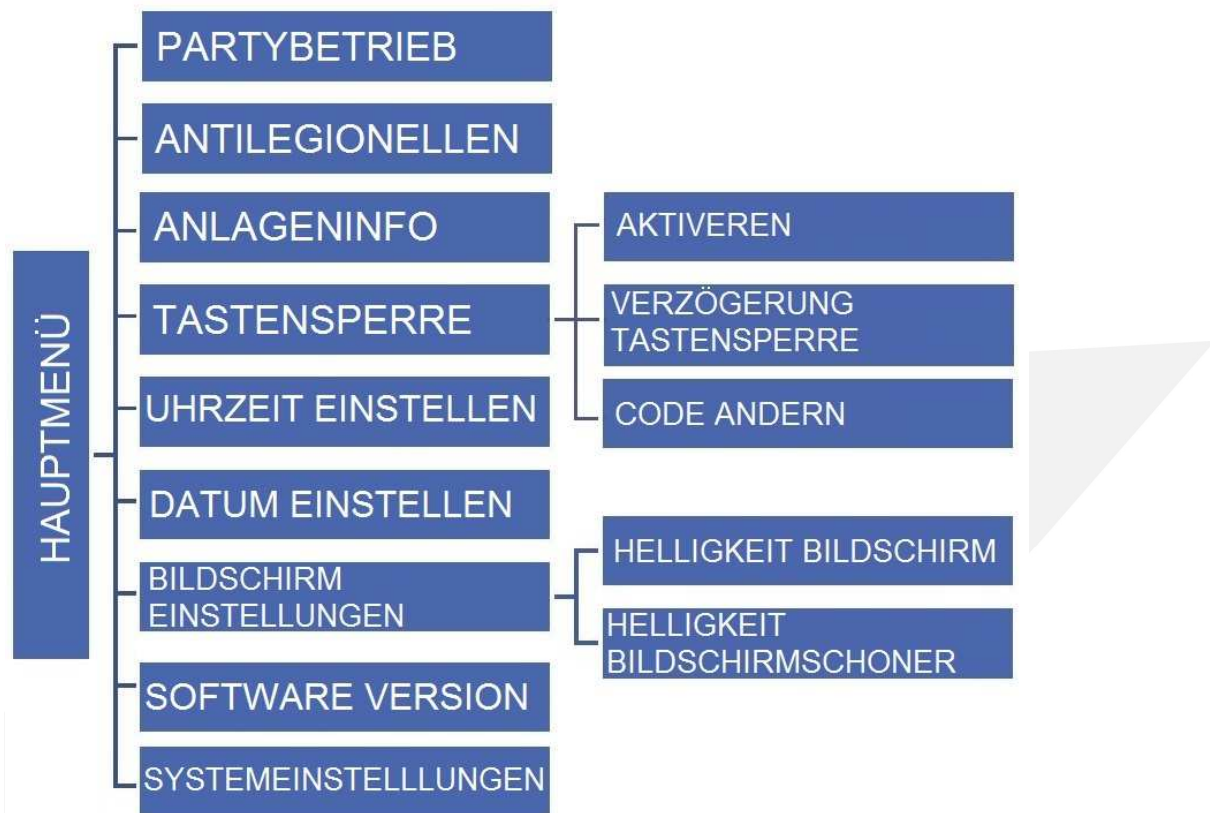 HAUPTMENÜ
PARTYBETRIEB
ANTILEGIONELLEN
ANLAGENINFO
TASTENSPERRE
AKTIVEREN
VERZÖGERUNG
TASTENSPERRE
CODE ANDERN
UHRZEIT EINSTELLEN
DATUM EINSTELLEN
BILDSCHIRM
EINSTELLUNGEN
HELLIGKEIT BILDSCHIRM
HELLIGKEIT
BILDSCHIRMSCHONER
SOFTWARE VERSION
SYSTEMEINSTELLLUNGEN